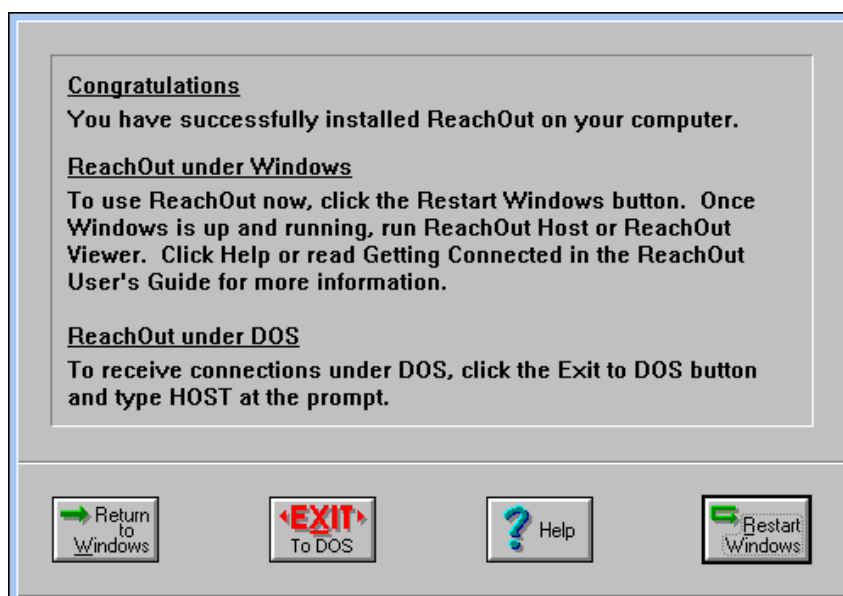 Congratulations
You have successfully installed ReachOut on your computer.
ReachOut under Windows
To use ReachOut now, click the Restart Windows button.  Once
Windows is up and running, run ReachOut Host or ReachOut
Viewer.  Click Help or read Getting Connected in the ReachOut
User's Guide for more information.
ReachOut under DOS
To receive connections under DOS, click the Exit to DOS button
and type HOST at the prompt.
Return
to
Windows
EXIT
To DOS
? Help
Restart
Windows